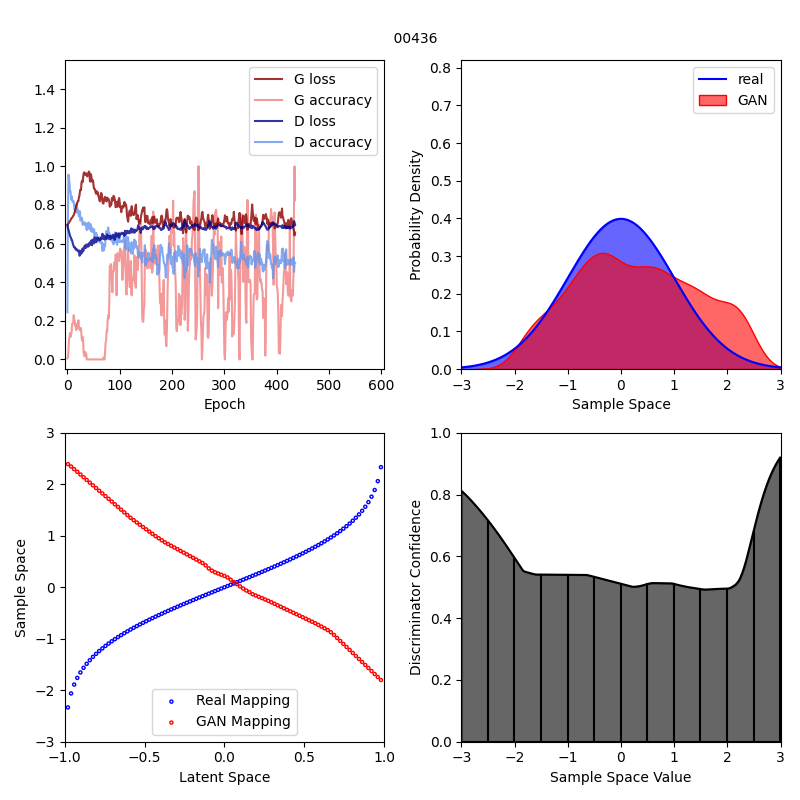 00436
G loss
G accuracy
D loss
D accuracy
1.4
1.2
1.0
0.8
0.6
0.4
0.2
0.0
0 100 200 300 400 500 600
Epoch
real
GAN
Probability Density
0.8
0.7
0.6
0.5
0.4
0.3
0.2
0.1
0.0
−3 −2 −1 0 1 2 3
Sample Space
Sample Space
3
2
1
0
−1
−2
−3
Real Mapping
GAN Mapping
−1.0 −0.5 0.0 0.5 1.0
Latent Space
Discriminator Confidence
1.0
0.8
0.6
0.4
0.2
0.0
−3 −2 −1 0 1 2 3
Sample Space Value